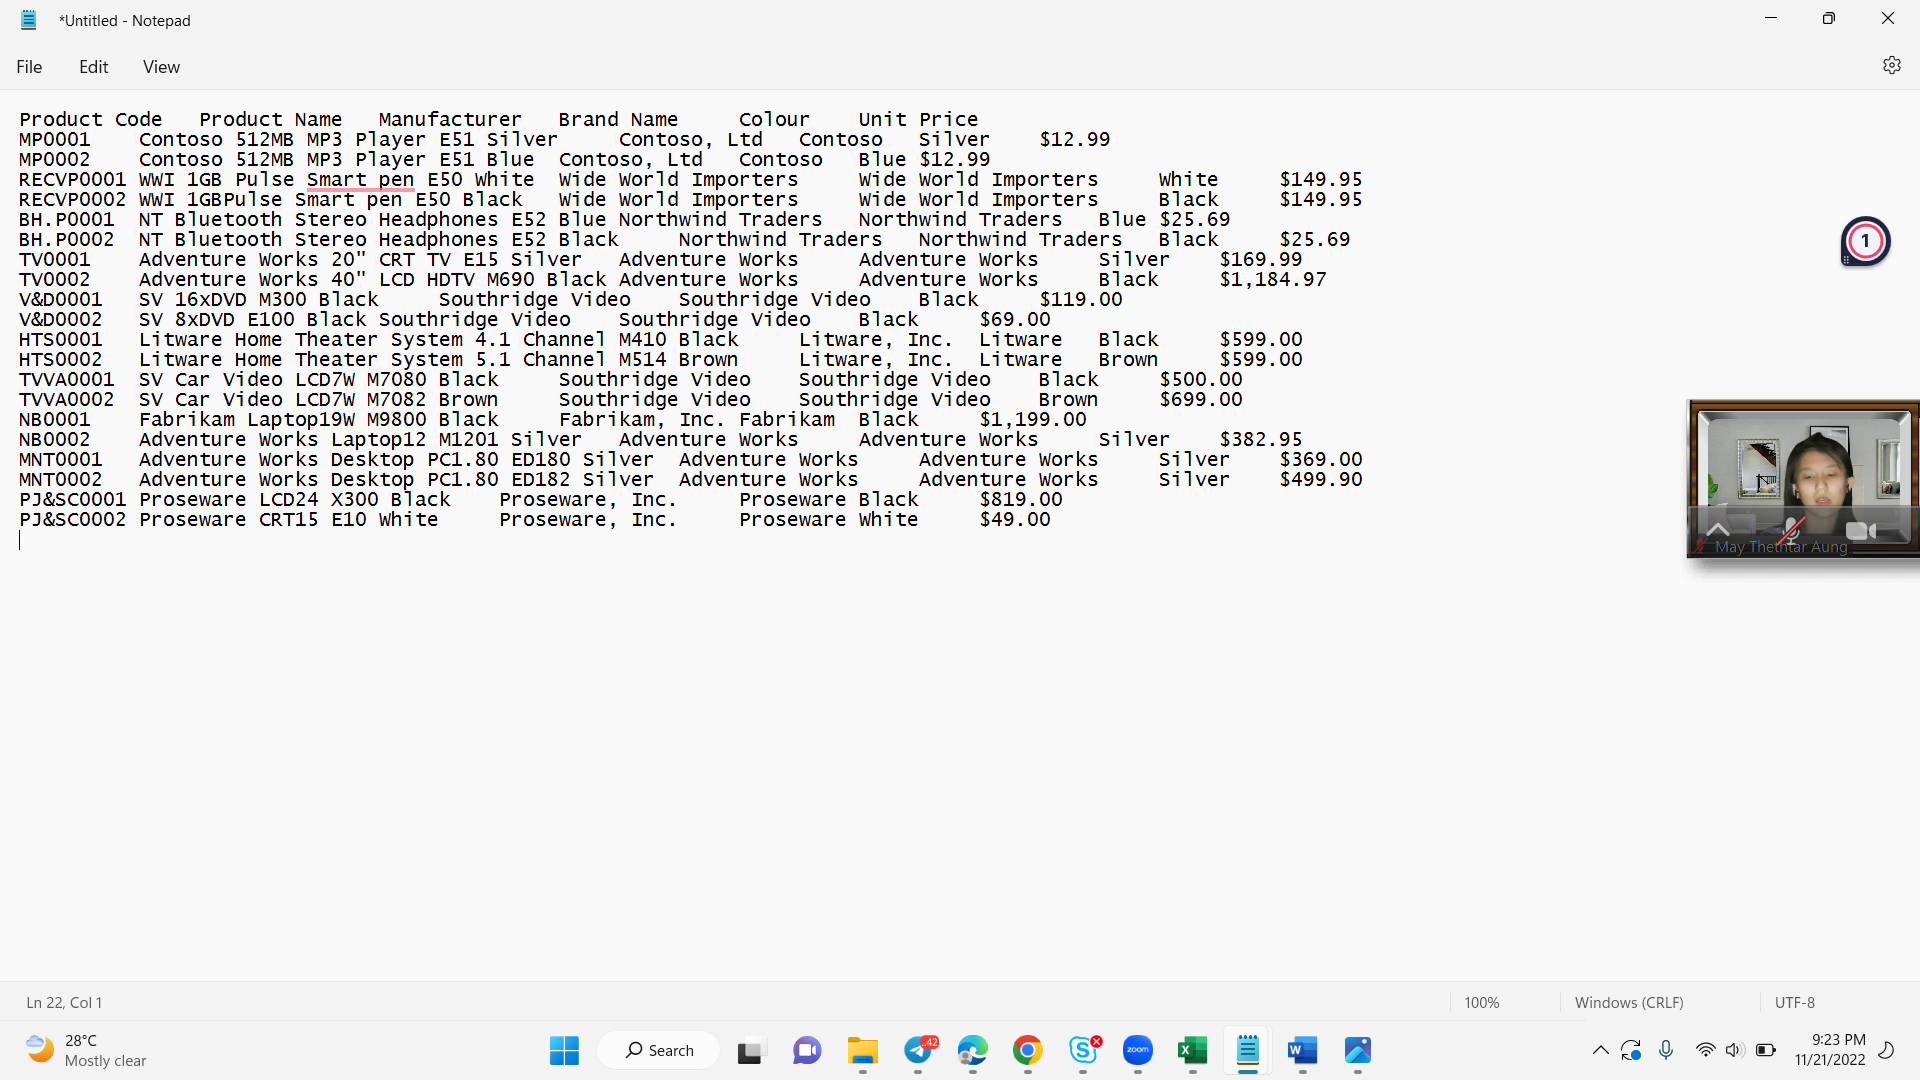 *Untitled - Notepad
File Edit View
Product Code Product Name Manufacturer Brand Name Colour Unit Price
MP0001 Contoso 512MB MP3 Player E51 Silver Contoso, Ltd Contoso Silver $12.99
MP0002 Contoso 512MB MP3 Player E51 Blue Contoso, Ltd Contoso Blue $12.99
RECVP0001 WWI 1GB Pulse Smart pen E50 White Wide World Importers Wide World Importers White $149.95
RECVP0002 WWI 1GBPulse Smart pen E50 Black Wide World Importers Wide World Importers Black $149.95
BH.P0001 NT Bluetooth Stereo Headphones E52 Blue Northwind Traders Northwind Traders Blue $25.69
BH.P0002 NT Bluetooth Stereo Headphones E52 Black Northwind Traders Northwind Traders Black $25.69
TV0001 Adventure Works 20" CRT TV E15 Silver Adventure Works Adventure Works Silver $169.99
TV0002 Adventure Works 40" LCD HDTV M690 Black Adventure Works Adventure Works Black $1,184.97
V&D0001 SV 16xDVD M300 Black Southridge Video Southridge Video Black $119.00
V&D0002 SV 8xDVD E100 Black Southridge Video Southridge Video Black $69.00
HTS0001 Litware Home Theater System 4.1 Channel M410 Black Litware, Inc. Litware Black $599.00
HTS0002 Litware Home Theater System 5.1 Channel M514 Brown Litware, Inc. Litware Brown $599.00
TVVA0001 SV Car Video LCD7W M7080 Black Southridge Video Southridge Video Black $500.00
TVVA0002 SV Car Video LCD7W M7082 Brown Southridge Video Southridge Video Brown $699.00
NB0001 Fabrikam Laptop19W M9800 Black Fabrikam, Inc. Fabrikam Black $1,199.00
NB0002 Adventure Works Laptop12 M1201 Silver Adventure Works Adventure Works Silver $382.95
MNT0001 Adventure Works Desktop PC1.80 ED180 Silver Adventure Works Adventure Works Silver $369.00
MNT0002 Adventure Works Desktop PC1.80 ED182 Silver Adventure Works Adventure Works Silver $499.90
PJ&SC0001 Proseware LCD24 X300 Black Proseware, Inc. Proseware Black $819.00
PJ&SC0002 Proseware CRT15 E10 White Proseware, Inc. Proseware White $49.00
1
May Thethtar Aung
Ln 22, Col 1 100% Windows (CRLF) UTF-8
28°C
Mostly clear
Search
..42
zoom
9:23 PM
11/21/2022